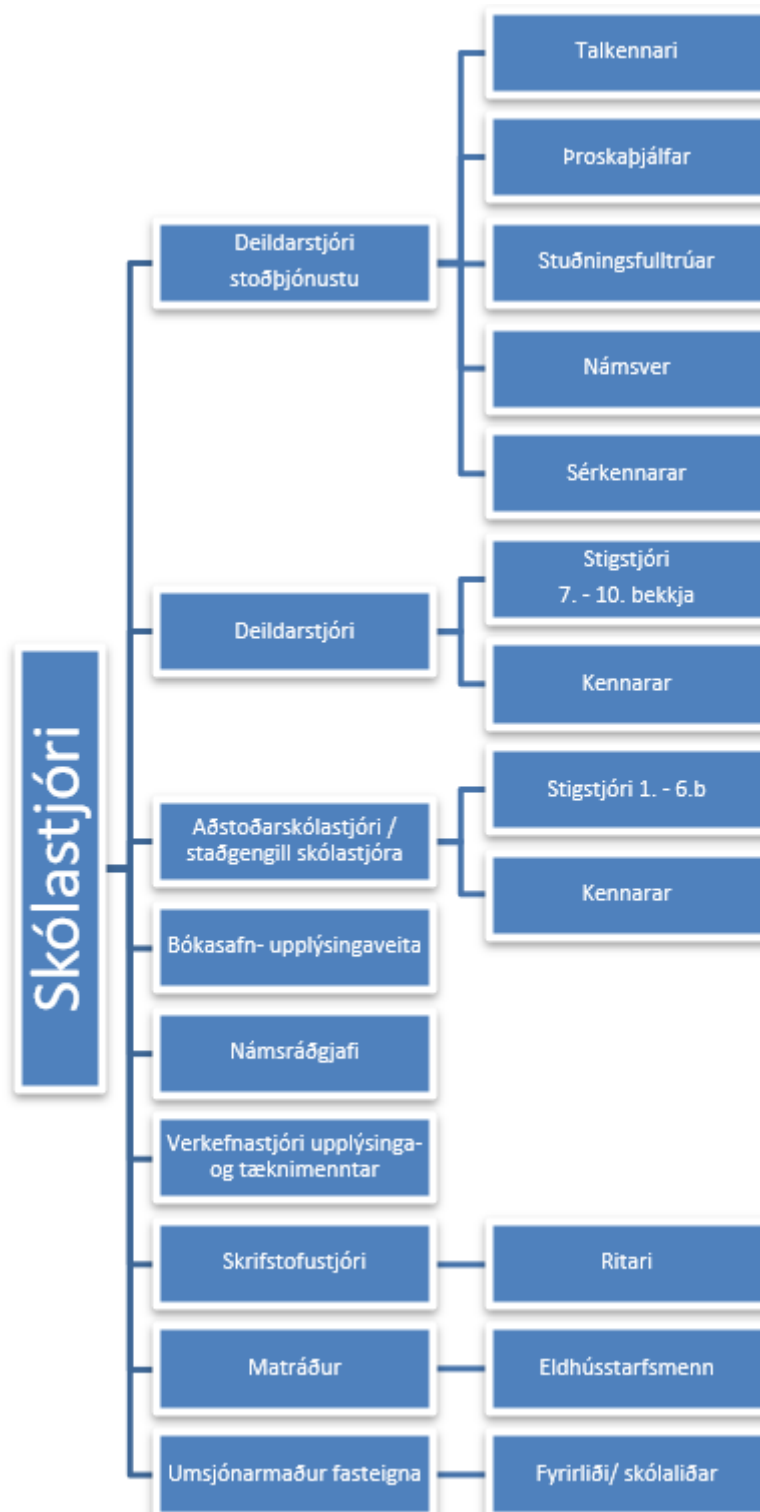 Skólastjóri
Deildarstjóri
stoðþjónustu
Talkennari
Þroskaþjálfar
Stuðningsfulltrúar
Námsver
Sérkennarar
Deildarstjóri
Stigstjóri
7. - 10. bekkja
Kennarar
Aðstoðarskólastjóri /
staðgengill skólastjóra
Stigstjóri 1. - 6.b
Kennarar
Bókasafn- upplýsingaveita
Námsráðgjafi
Verkefnastjóri upplýsinga-
og tæknimenntar
Skrifstofustjóri
Ritari
Matráður
Eldhússtarfsmenn
Umsjónarmaður fasteigna
Fyrirliði/ skólaliðar